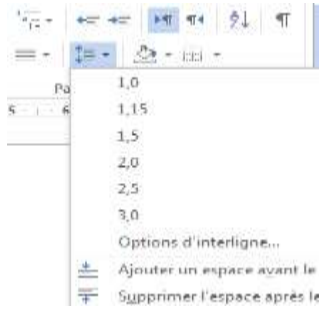 Pa
5 6
1,0
1,15
1,5
2,0
2,5
3,0
Options d'interligne...
Ajouter un espace avant le
Supprimer l'espace après le